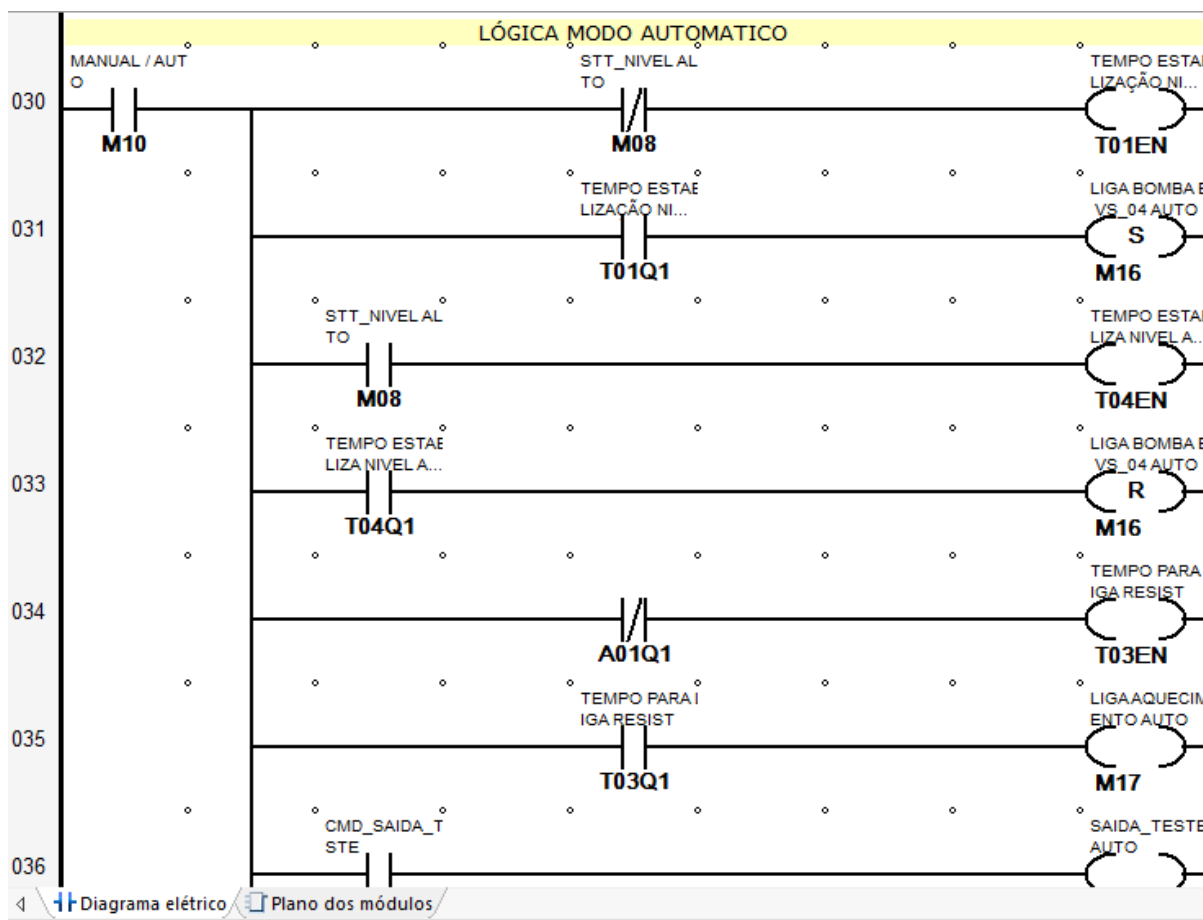 LÓGICA MODO AUTOMATICO
MANUAL / AUT
O
STT_NIVEL AL
TO
TEMPO ESTA
LIZAÇÃO NI...
030
M10
M08
T01EN
TEMPO ESTAE
LIZAÇÃO NI...
LIGA BOMBA E
VS_04 AUTO
031
S
T01Q1
M16
STT_NIVEL AL
TO
TEMPO ESTA
LIZA NIVEL A...
032
M08
T04EN
TEMPO ESTAE
LIZA NIVEL A...
LIGA BOMBA E
VS_04 AUTO
033
R
T04Q1
M16
TEMPO PARA
IGA RESIST
034
A01Q1
T03EN
TEMPO PARA I
IGA RESIST
LIGA AQUECIM
ENTO AUTO
035
T03Q1
M17
CMD_SAIDA_T
STE
SAIDA_TESTE
AUTO
036
Diagrama elétrico
Plano dos módulos